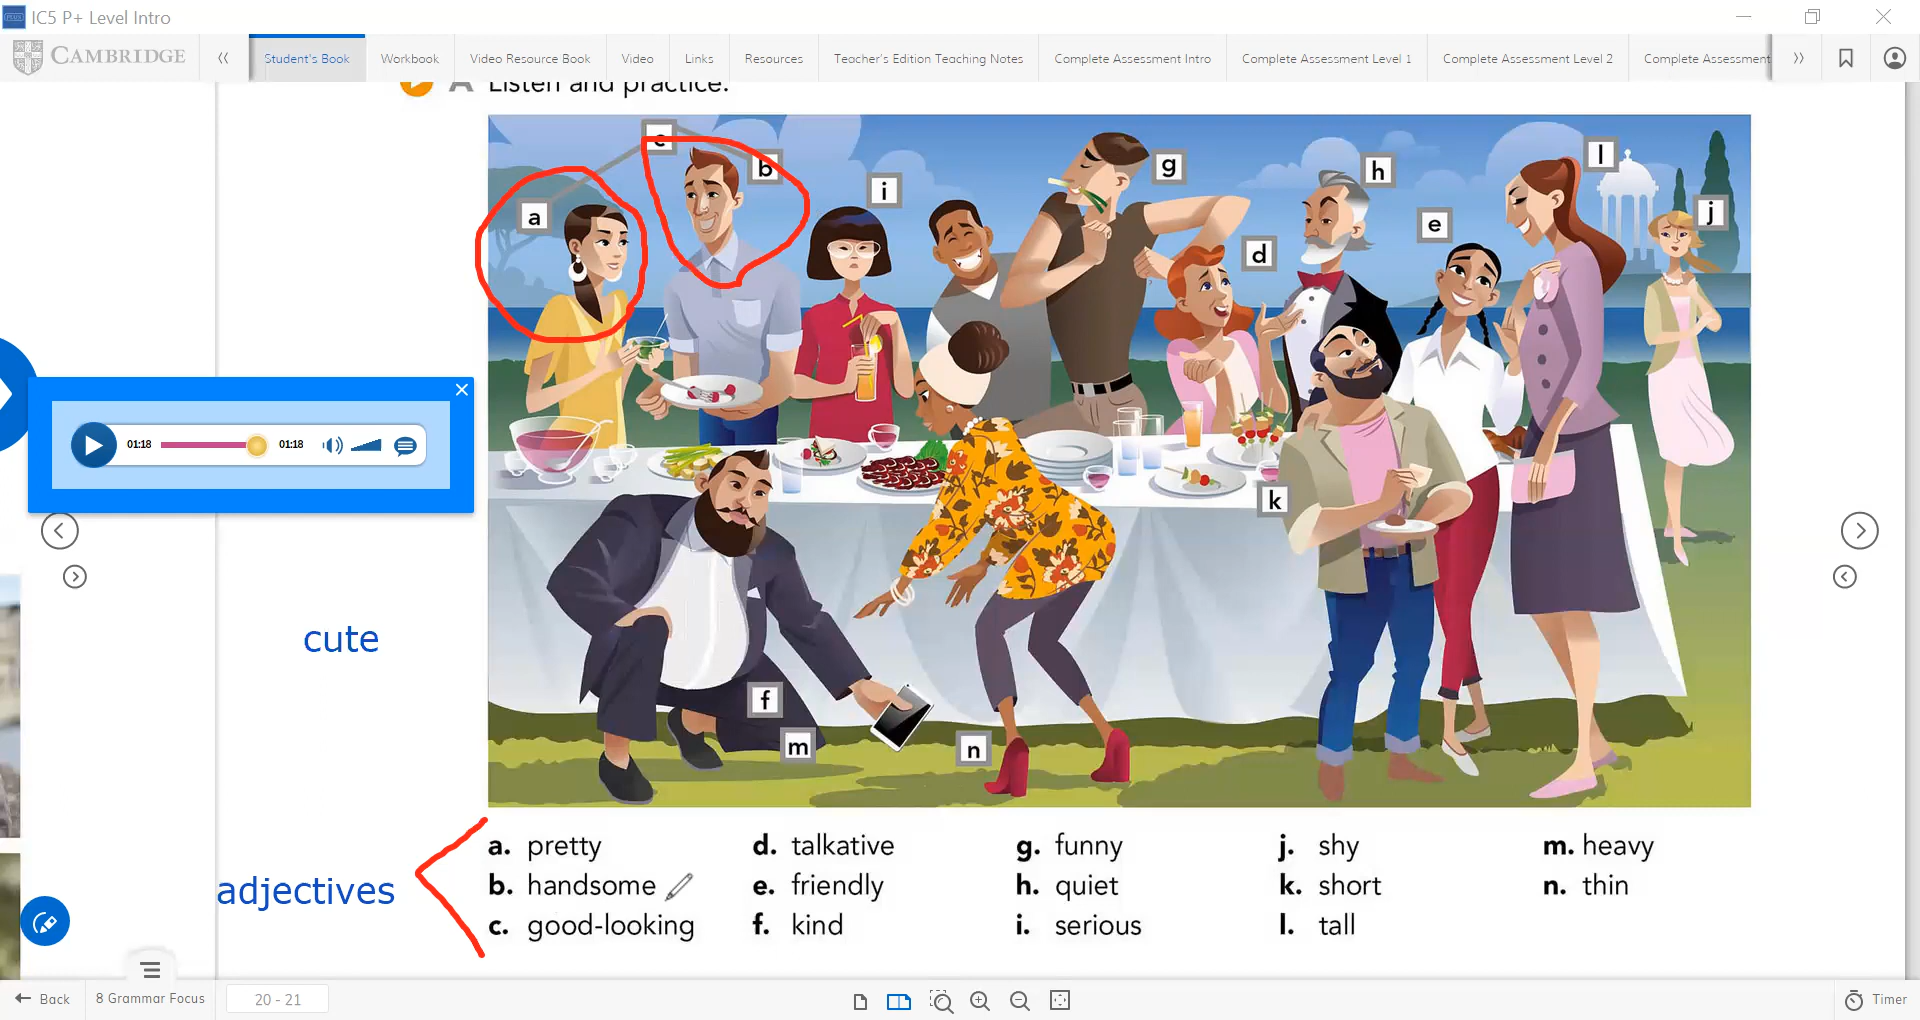 IC5 P+ Level Intro
CAMBRIDGE
Student's Book
Workbook
Video Resource Book
Video
Links
Resources
Teacher's Edition Teaching Notes
Complete Assessment Intro
Complete Assessment Level 1
Complete Assessment Level 2
Complete Assessment
A Listen and practice.
c
b
a
i
g
h
l
j
d
e
01:18
01:18
k
cute
f
m
n
adjectives
a. pretty
b. handsome
c. good-looking
d. talkative
e. friendly
f. kind
g. funny
h. quiet
i. serious
j. shy
k. short
l. tall
m. heavy
n. thin
Back
8 Grammar Focus
20 - 21
Timer